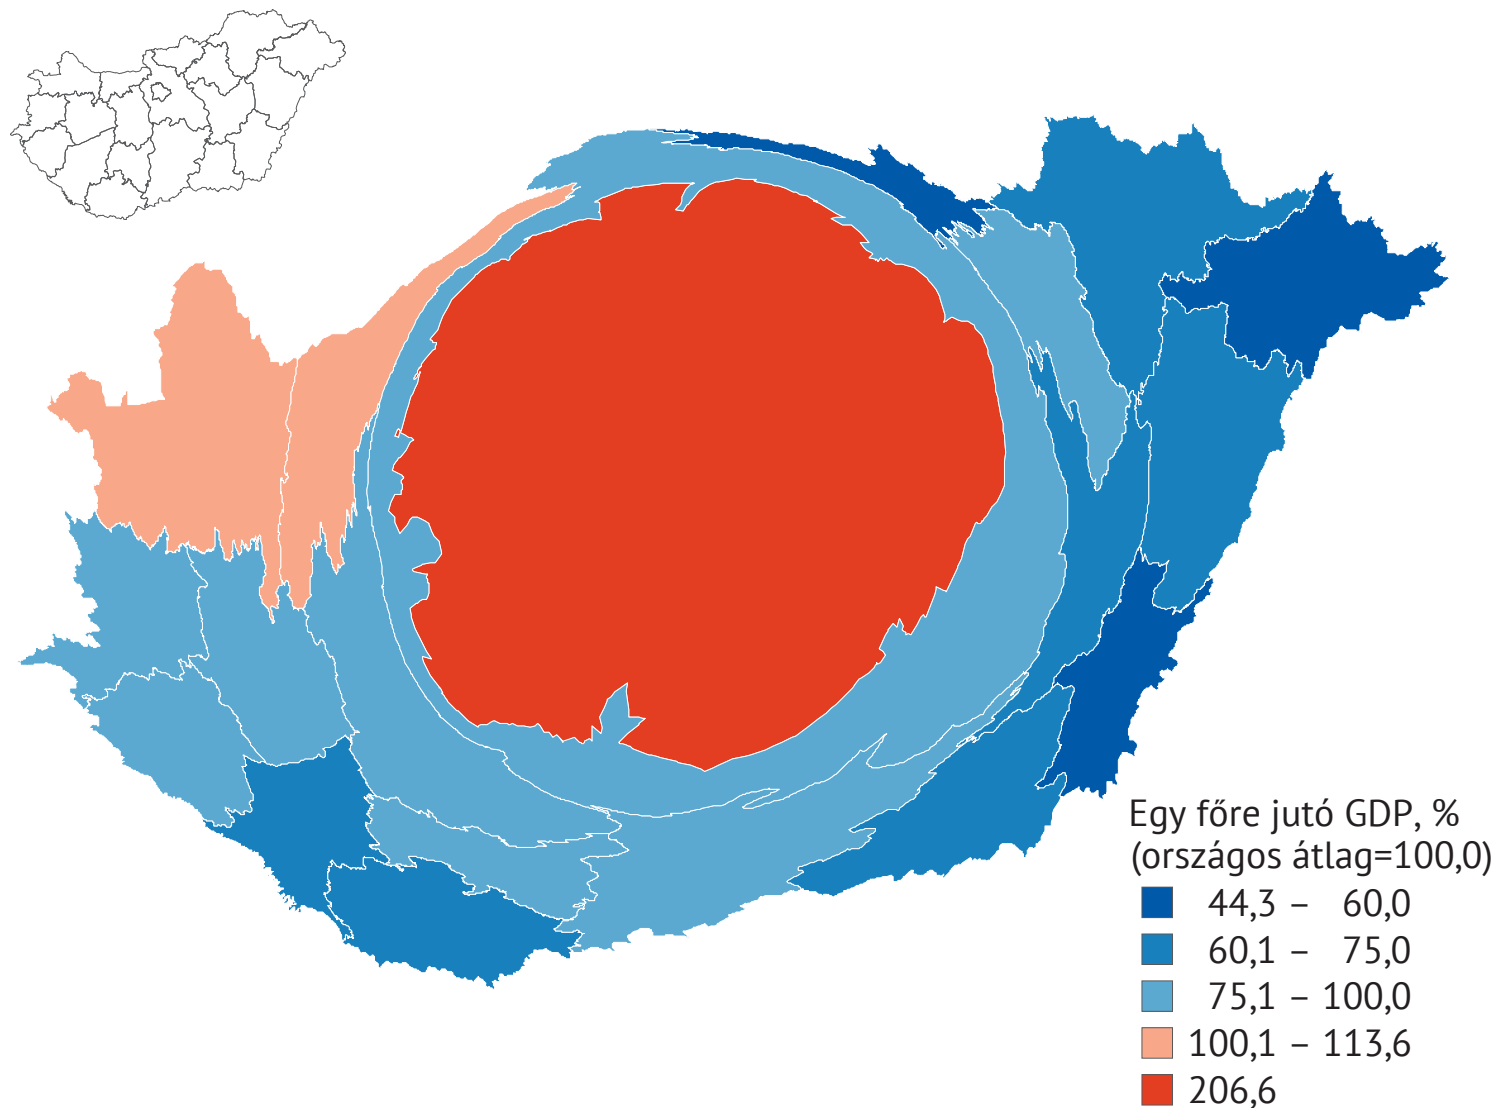 Egy főre jutó GDP, %
(országos átlag=100,0)
44,3 – 60,0
60,1 – 75,0
75,1 – 100,0
100,1 – 113,6
206,6